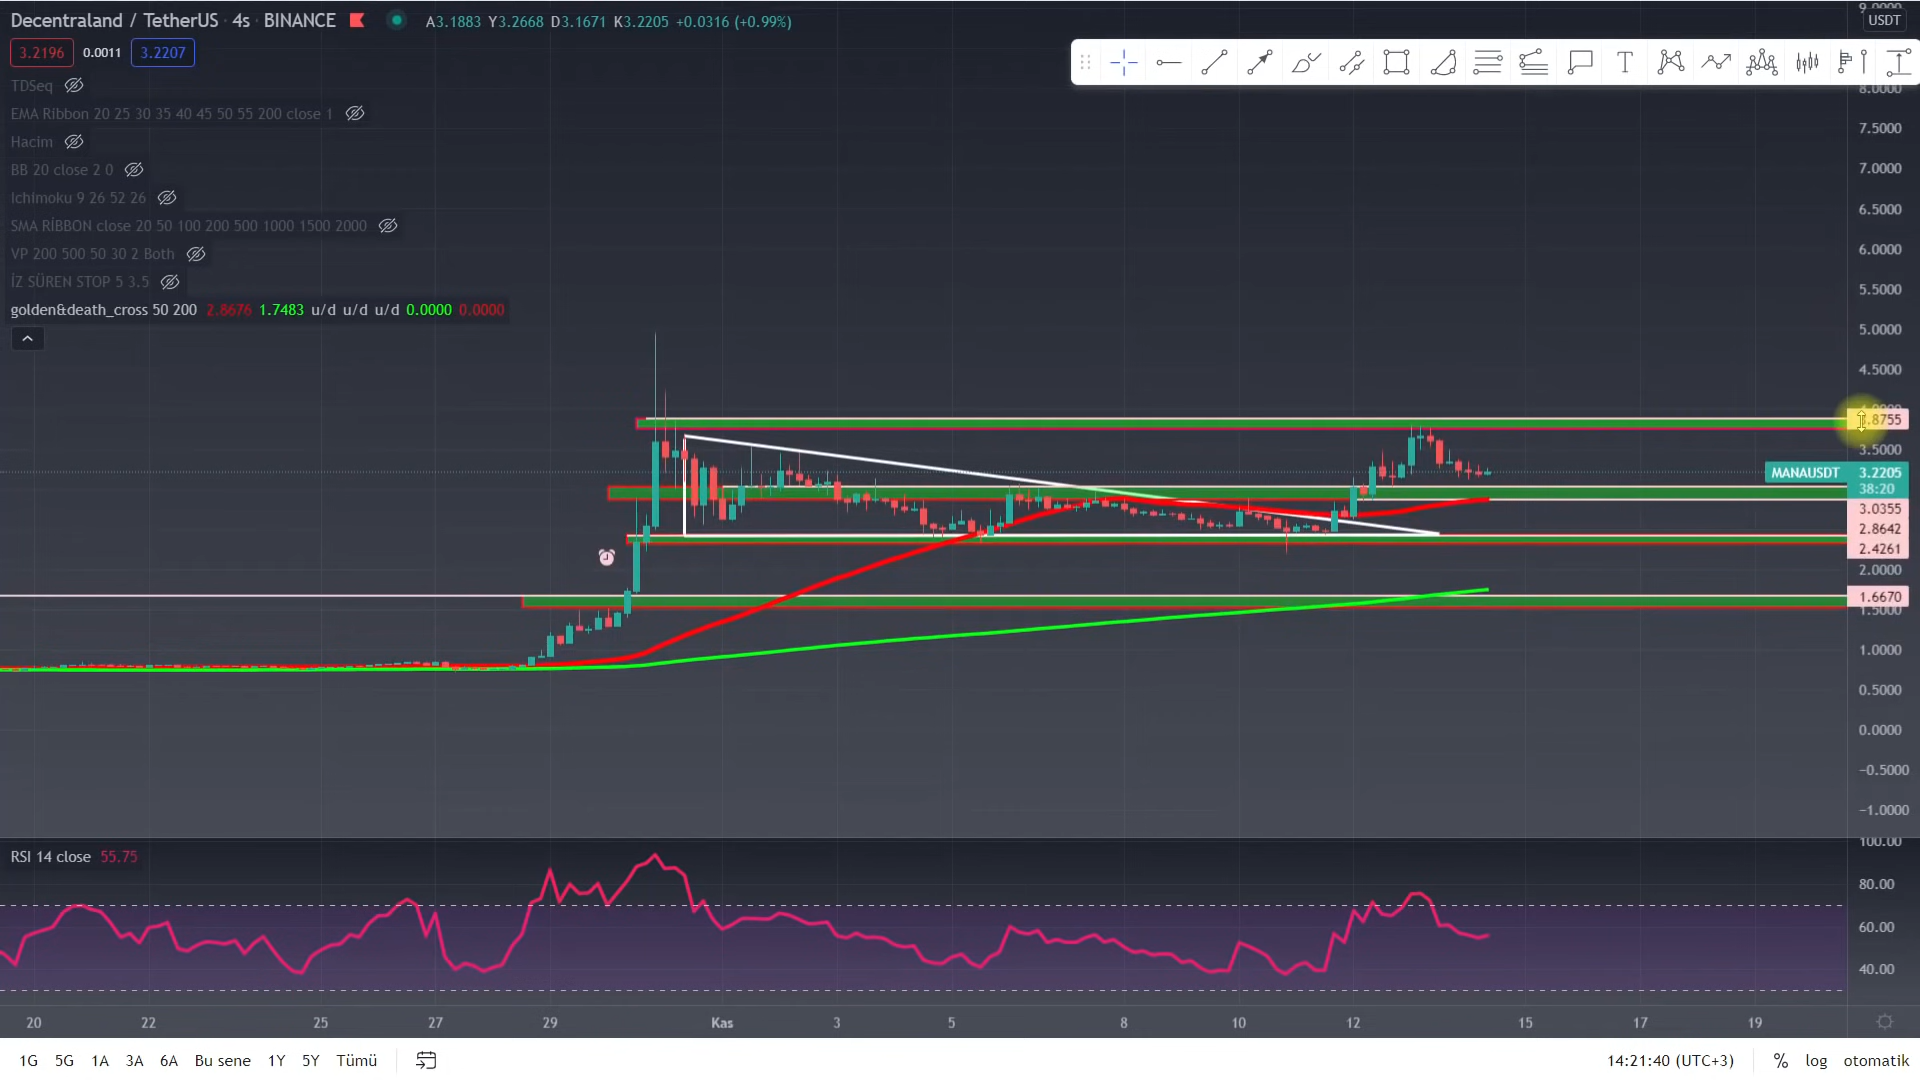 Decentraland / TetherUS · 4s · BINANCE A3.1883 Y3.2668 D3.1671 K3.2205 +0.0316 (+0.99%)
3.2196 0.0011 3.2207
TDSeq
EMA Ribbon 20 25 30 35 40 45 50 55 200 close 1
Hacim
BB 20 close 2 0
Ichimoku 9 26 52 26
SMA RİBBON close 20 50 100 200 500 1000 1500 2000
VP 200 500 50 30 2 Both
İZ SÜREN STOP 5 3.5
golden&death_cross 50 200 2.8676 1.7483 u/d u/d u/d 0.0000 0.0000
USDT
8.0000
7.5000
7.0000
6.5000
6.0000
5.5000
5.0000
4.5000
3.5000
MANAUSDT 3.2205
38:20
3.0355
2.8642
2.4261
2.0000
1.6670
1.5000
1.0000
0.5000
0.0000
−0.5000
−1.0000
RSI 14 close 55.75
100.00
80.00
60.00
40.00
20 22 25 27 29 Kas 3 5 8 10 12 15 17 19
1G 5G 1A 3A 6A Bu sene 1Y 5Y Tümü 14:21:40 (UTC+3) % log otomatik